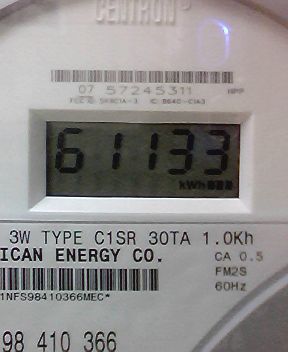 CENTRON®
07 57245311
61133
kWh
3W TYPE C1SR 30TA 1.0Kh
ICAN ENERGY CO.
CA 0.5
FM2S
60Hz
1NFS98410366MEC*
98 410 366